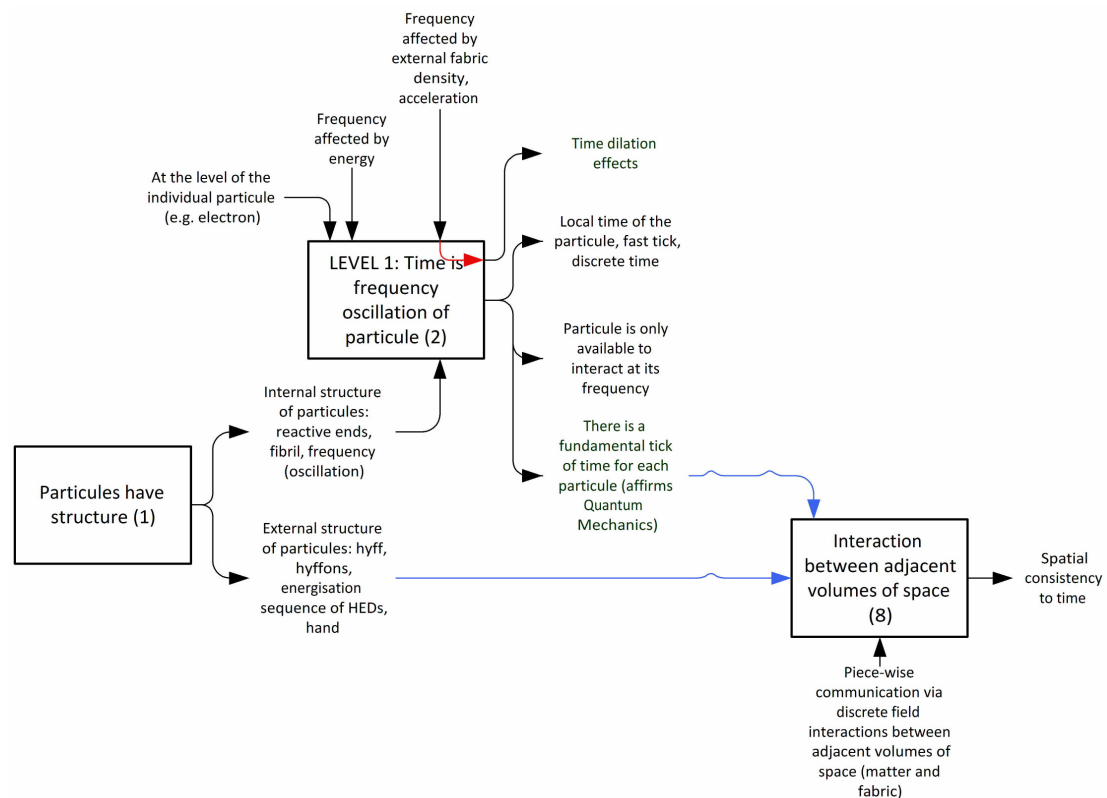 Frequency
affected by
external fabric
density,
acceleration
Frequency
affected by
energy
At the level of the
individual particule
(e.g. electron)
Time dilation
effects
LEVEL 1: Time is
frequency
oscillation of
particule (2)
Local time of the
particule, fast tick,
discrete time
Particule is only
available to
interact at its
frequency
Internal structure
of particules:
reactive ends,
fibril, frequency
(oscillation)
There is a
fundamental tick
of time for each
particule (affirms
Quantum
Mechanics)
Particules have
structure (1)
External structure
of particules: hyff,
hyffons,
energisation
sequence of HEDs,
hand
Interaction
between adjacent
volumes of space
(8)
Spatial
consistency
to time
Piece-wise
communication via
discrete field
interactions between
adjacent volumes of
space (matter and
fabric)